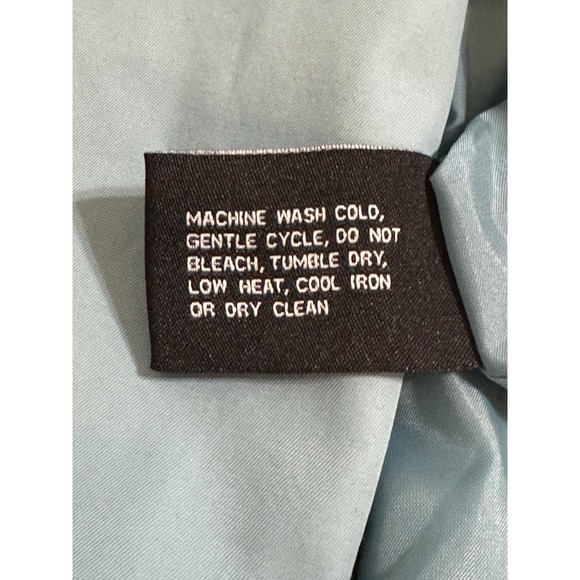 MACHINE WASH COLD,
GENTLE CYCLE, DO NOT
BLEACH, TUMBLE DRY,
LOW HEAT, COOL IRON
OR DRY CLEAN